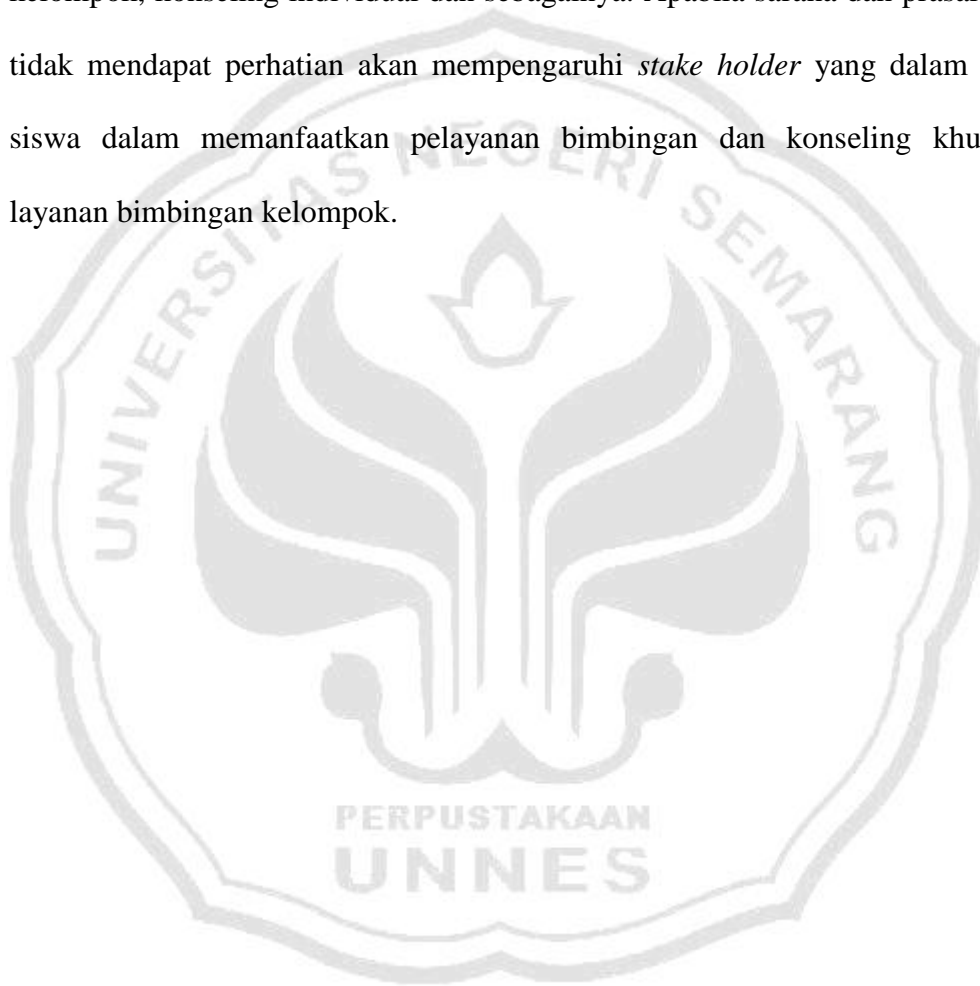 tidak mendapat perhatian akan mempengaruhi stake holder yang dalam
siswa dalam memanfaatkan pelayanan bimbingan dan konseling khu
layanan bimbingan kelompok.
UNIVERSITAS NEGERI SEMARANG
PERPUSTAKAAN
UNNES